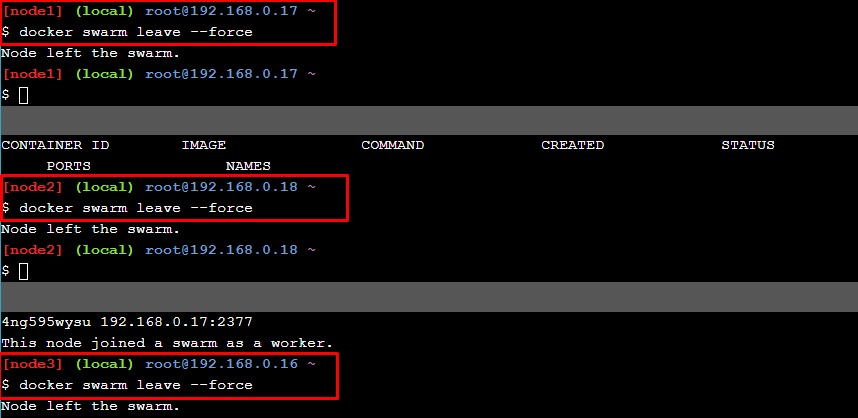 [node1] (local) root@192.168.0.17 ~
$ docker swarm leave --force
Node left the swarm.
[node1] (local) root@192.168.0.17 ~
$
CONTAINER ID IMAGE COMMAND CREATED STATUS
PORTS NAMES
[node2] (local) root@192.168.0.18 ~
$ docker swarm leave --force
Node left the swarm.
[node2] (local) root@192.168.0.18 ~
$
4ng595wysu 192.168.0.17:2377
This node joined a swarm as a worker.
[node3] (local) root@192.168.0.16 ~
$ docker swarm leave --force
Node left the swarm.